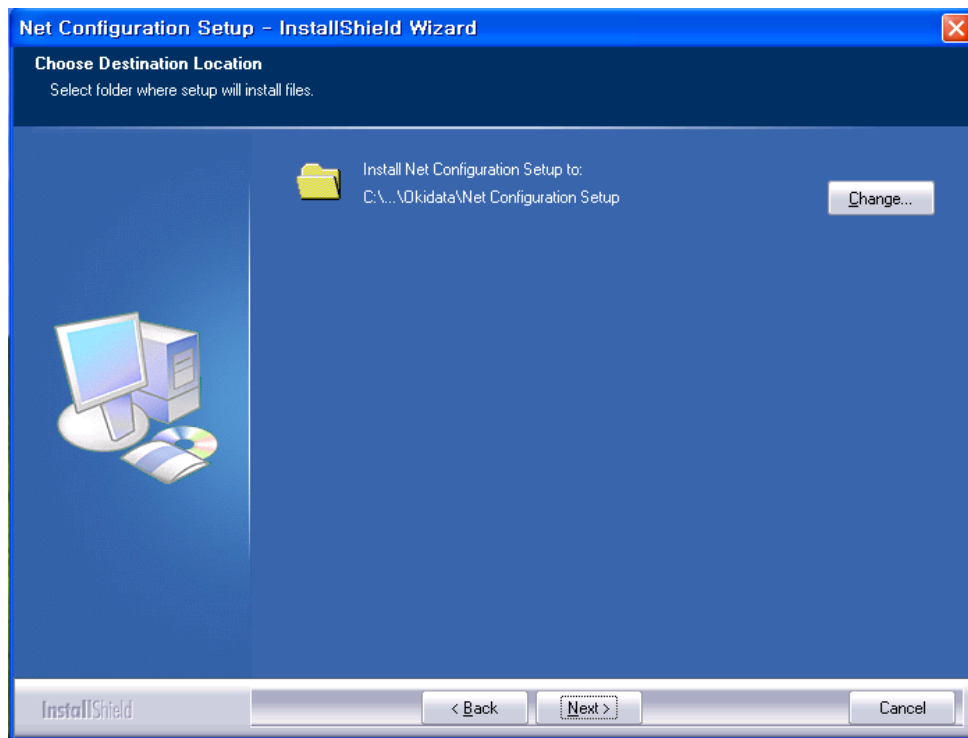 Net Configuration Setup - InstallShield Wizard
Choose Destination Location
Select folder where setup will install files.
Install Net Configuration Setup to:
C:\...\Okidata\Net Configuration Setup
Change...
InstallShield
< Back
Next >
Cancel